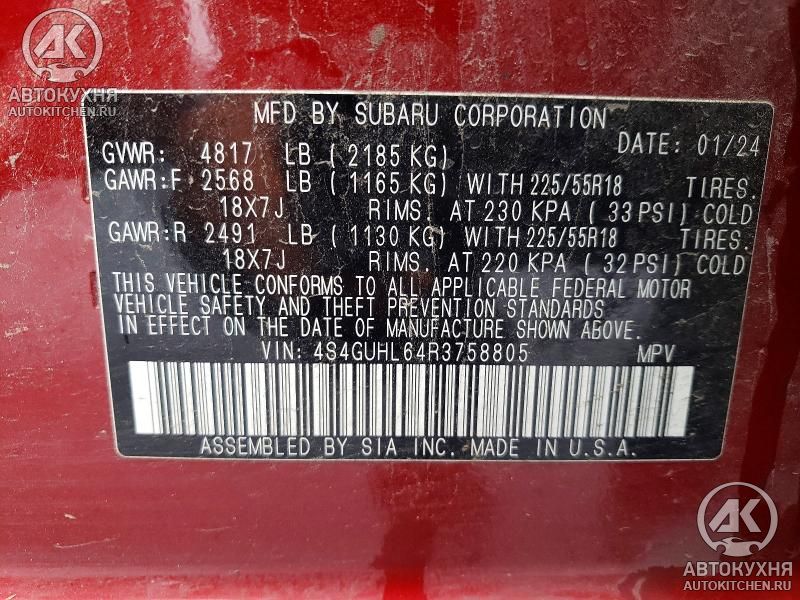 АК
АВТОКУХНЯ
AUTOKITCHEN.RU
MFD BY SUBARU CORPORATION
GVWR: 4817 LB ( 2185 KG) DATE: 01/24
GAWR:F 2568 LB ( 1165 KG) WITH 225/55R18 TIRES.
18X7J RIMS. AT 230 KPA ( 33 PSI) COLD
GAWR:R 2491 LB ( 1130 KG) WITH 225/55R18 TIRES.
18X7J RIMS. AT 220 KPA ( 32 PSI) COLD
THIS VEHICLE CONFORMS TO ALL APPLICABLE FEDERAL MOTOR
VEHICLE SAFETY AND THEFT PREVENTION STANDARDS
IN EFFECT ON THE DATE OF MANUFACTURE SHOWN ABOVE.
VIN: 4S4GUHL64R3758805 MPV
ASSEMBLED BY SIA INC. MADE IN U.S.A.
АК
АВТОКУХНЯ
AUTOKITCHEN.RU